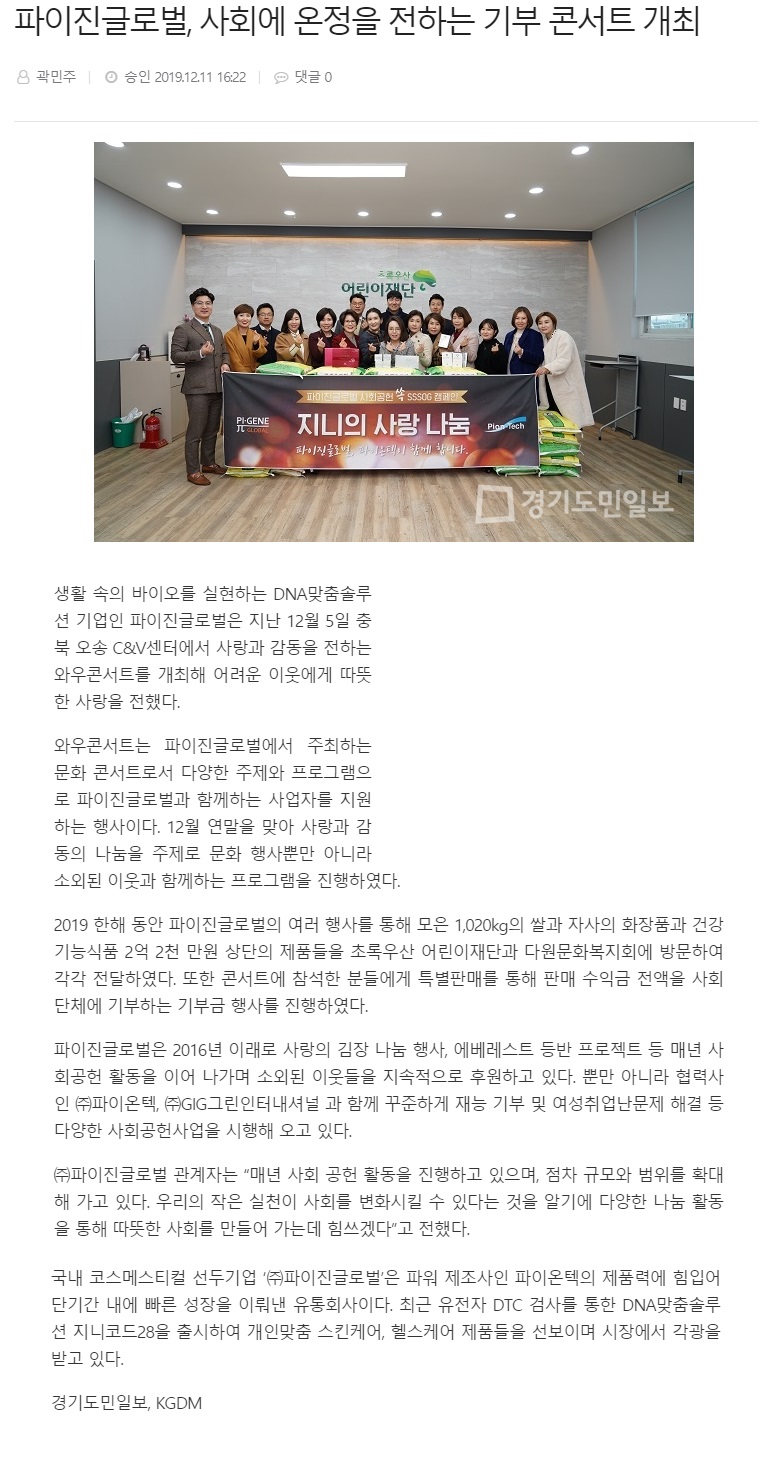 파이진글로벌, 사회에 온정을 전하는 기부 콘서트 개최
곽민주
승인 2019.12.11 16:22
댓글 0
초록우산
어린이재단
파이진글로벌 사회공헌 쏙 SSSOG 캠페인
PI·GENE
GLOBAL
지니의 사랑 나눔
Pion-Tech
파이진글로벌, 파이온텍이 함께 합니다.
경기도민일보
생활 속의 바이오를 실현하는 DNA맞춤솔루
션 기업인 파이진글로벌은 지난 12월 5일 충
북 오송 C&V센터에서 사랑과 감동을 전하는
와우콘서트를 개최해 어려운 이웃에게 따뜻
한 사랑을 전했다.
와우콘서트는 파이진글로벌에서 주최하는
문화 콘서트로서 다양한 주제와 프로그램으
로 파이진글로벌과 함께하는 사업자를 지원
하는 행사이다. 12월 연말을 맞아 사랑과 감
동의 나눔을 주제로 문화 행사뿐만 아니라
소외된 이웃과 함께하는 프로그램을 진행하였다.
2019 한해 동안 파이진글로벌의 여러 행사를 통해 모은 1,020kg의 쌀과 자사의 화장품과 건강
기능식품 2억 2천 만원 상단의 제품들을 초록우산 어린이재단과 다원문화복지회에 방문하여
각각 전달하였다. 또한 콘서트에 참석한 분들에게 특별판매를 통해 판매 수익금 전액을 사회
단체에 기부하는 기부금 행사를 진행하였다.
파이진글로벌은 2016년 이래로 사랑의 김장 나눔 행사, 에베레스트 등반 프로젝트 등 매년 사
회공헌 활동을 이어 나가며 소외된 이웃들을 지속적으로 후원하고 있다. 뿐만 아니라 협력사
인 ㈜파이온텍, ㈜GIG그린인터내셔널 과 함께 꾸준하게 재능 기부 및 여성취업난문제 해결 등
다양한 사회공헌사업을 시행해 오고 있다.
㈜파이진글로벌 관계자는 “매년 사회 공헌 활동을 진행하고 있으며, 점차 규모와 범위를 확대
해 가고 있다. 우리의 작은 실천이 사회를 변화시킬 수 있다는 것을 알기에 다양한 나눔 활동
을 통해 따뜻한 사회를 만들어 가는데 힘쓰겠다”고 전했다.
국내 코스메스티컬 선두기업 ‘㈜파이진글로벌’은 파워 제조사인 파이온텍의 제품력에 힘입어
단기간 내에 빠른 성장을 이뤄낸 유통회사이다. 최근 유전자 DTC 검사를 통한 DNA맞춤솔루
션 지니코드28을 출시하여 개인맞춤 스킨케어, 헬스케어 제품들을 선보이며 시장에서 각광을
받고 있다.
경기도민일보, KGDM